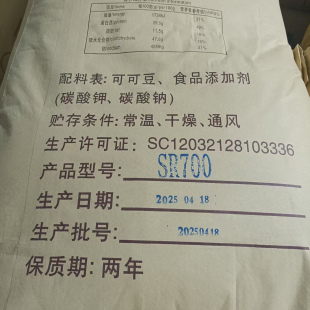 配料表: 可可豆、食品添加剂
(碳酸钾、碳酸钠)
贮存条件: 常温、干燥、通风
生产许可证: SC12032128103336
产品型号: SR700
生产日期: 2025 04 18
生产批号: 20250418
保质期: 两年